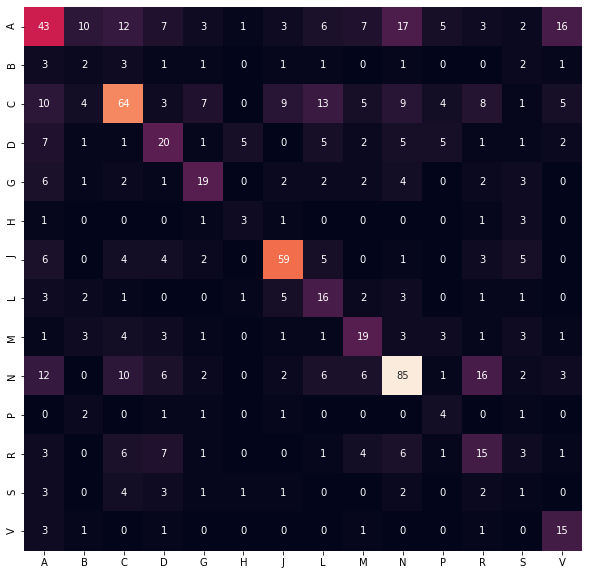 A 43 10 12 7 3 1 3 6 7 17 5 3 2 16
B 3 2 3 1 1 0 1 1 0 1 0 0 2 1
C 10 4 64 3 7 0 9 13 5 9 4 8 1 5
D 7 1 1 20 1 5 0 5 2 5 5 1 1 2
G 6 1 2 1 19 0 2 2 2 4 0 2 3 0
H 1 0 0 0 1 3 1 0 0 0 0 1 3 0
J 6 0 4 4 2 0 59 5 0 1 0 3 5 0
L 3 2 1 0 0 1 5 16 2 3 0 1 1 0
M 1 3 4 3 1 0 1 1 19 3 3 1 3 1
N 12 0 10 6 2 0 2 6 6 85 1 16 2 3
P 0 2 0 1 1 0 1 0 0 0 4 0 1 0
R 3 0 6 7 1 0 0 1 4 6 1 15 3 1
S 3 0 4 3 1 1 1 0 0 2 0 2 1 0
V 3 1 0 1 0 0 0 0 1 0 0 1 0 15
A B C D G H J L M N P R S V